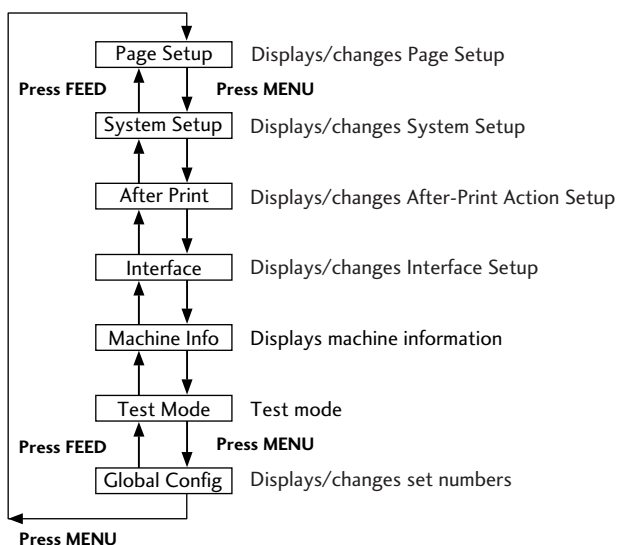 Page Setup Displays/changes Page Setup
Press FEED Press MENU
System Setup Displays/changes System Setup
After Print Displays/changes After-Print Action Setup
Interface Displays/changes Interface Setup
Machine Info Displays machine information
Test Mode Test mode
Press FEED Press MENU
Global Config Displays/changes set numbers
Press MENU